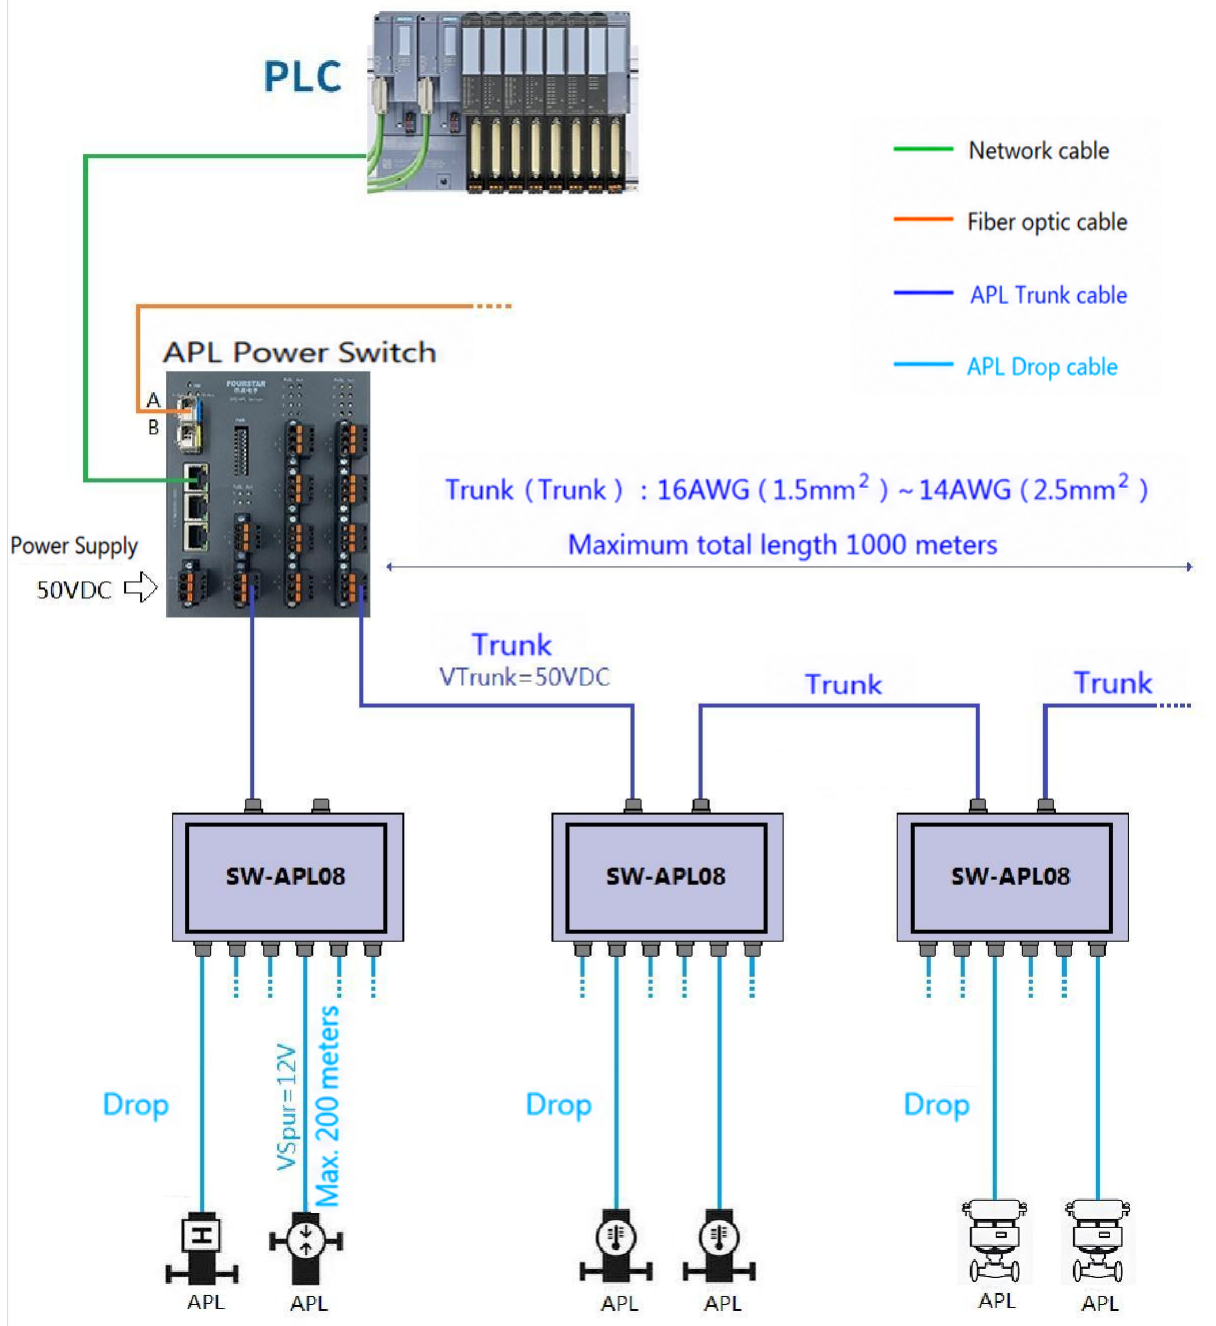 PLC
Network cable
Fiber optic cable
APL Trunk cable
APL Drop cable
APL Power Switch
A
B
FOURSTAR
Trunk (Trunk) : 16AWG (1.5mm²) ~ 14AWG (2.5mm²)
Maximum total length 1000 meters
Power Supply
50VDC
Trunk
VTrunk=50VDC
Trunk
Trunk
SW-APL08
SW-APL08
SW-APL08
Drop
VSpur=12V
Max. 200 meters
Drop
Drop
H
APL
APL
APL
APL
APL
APL